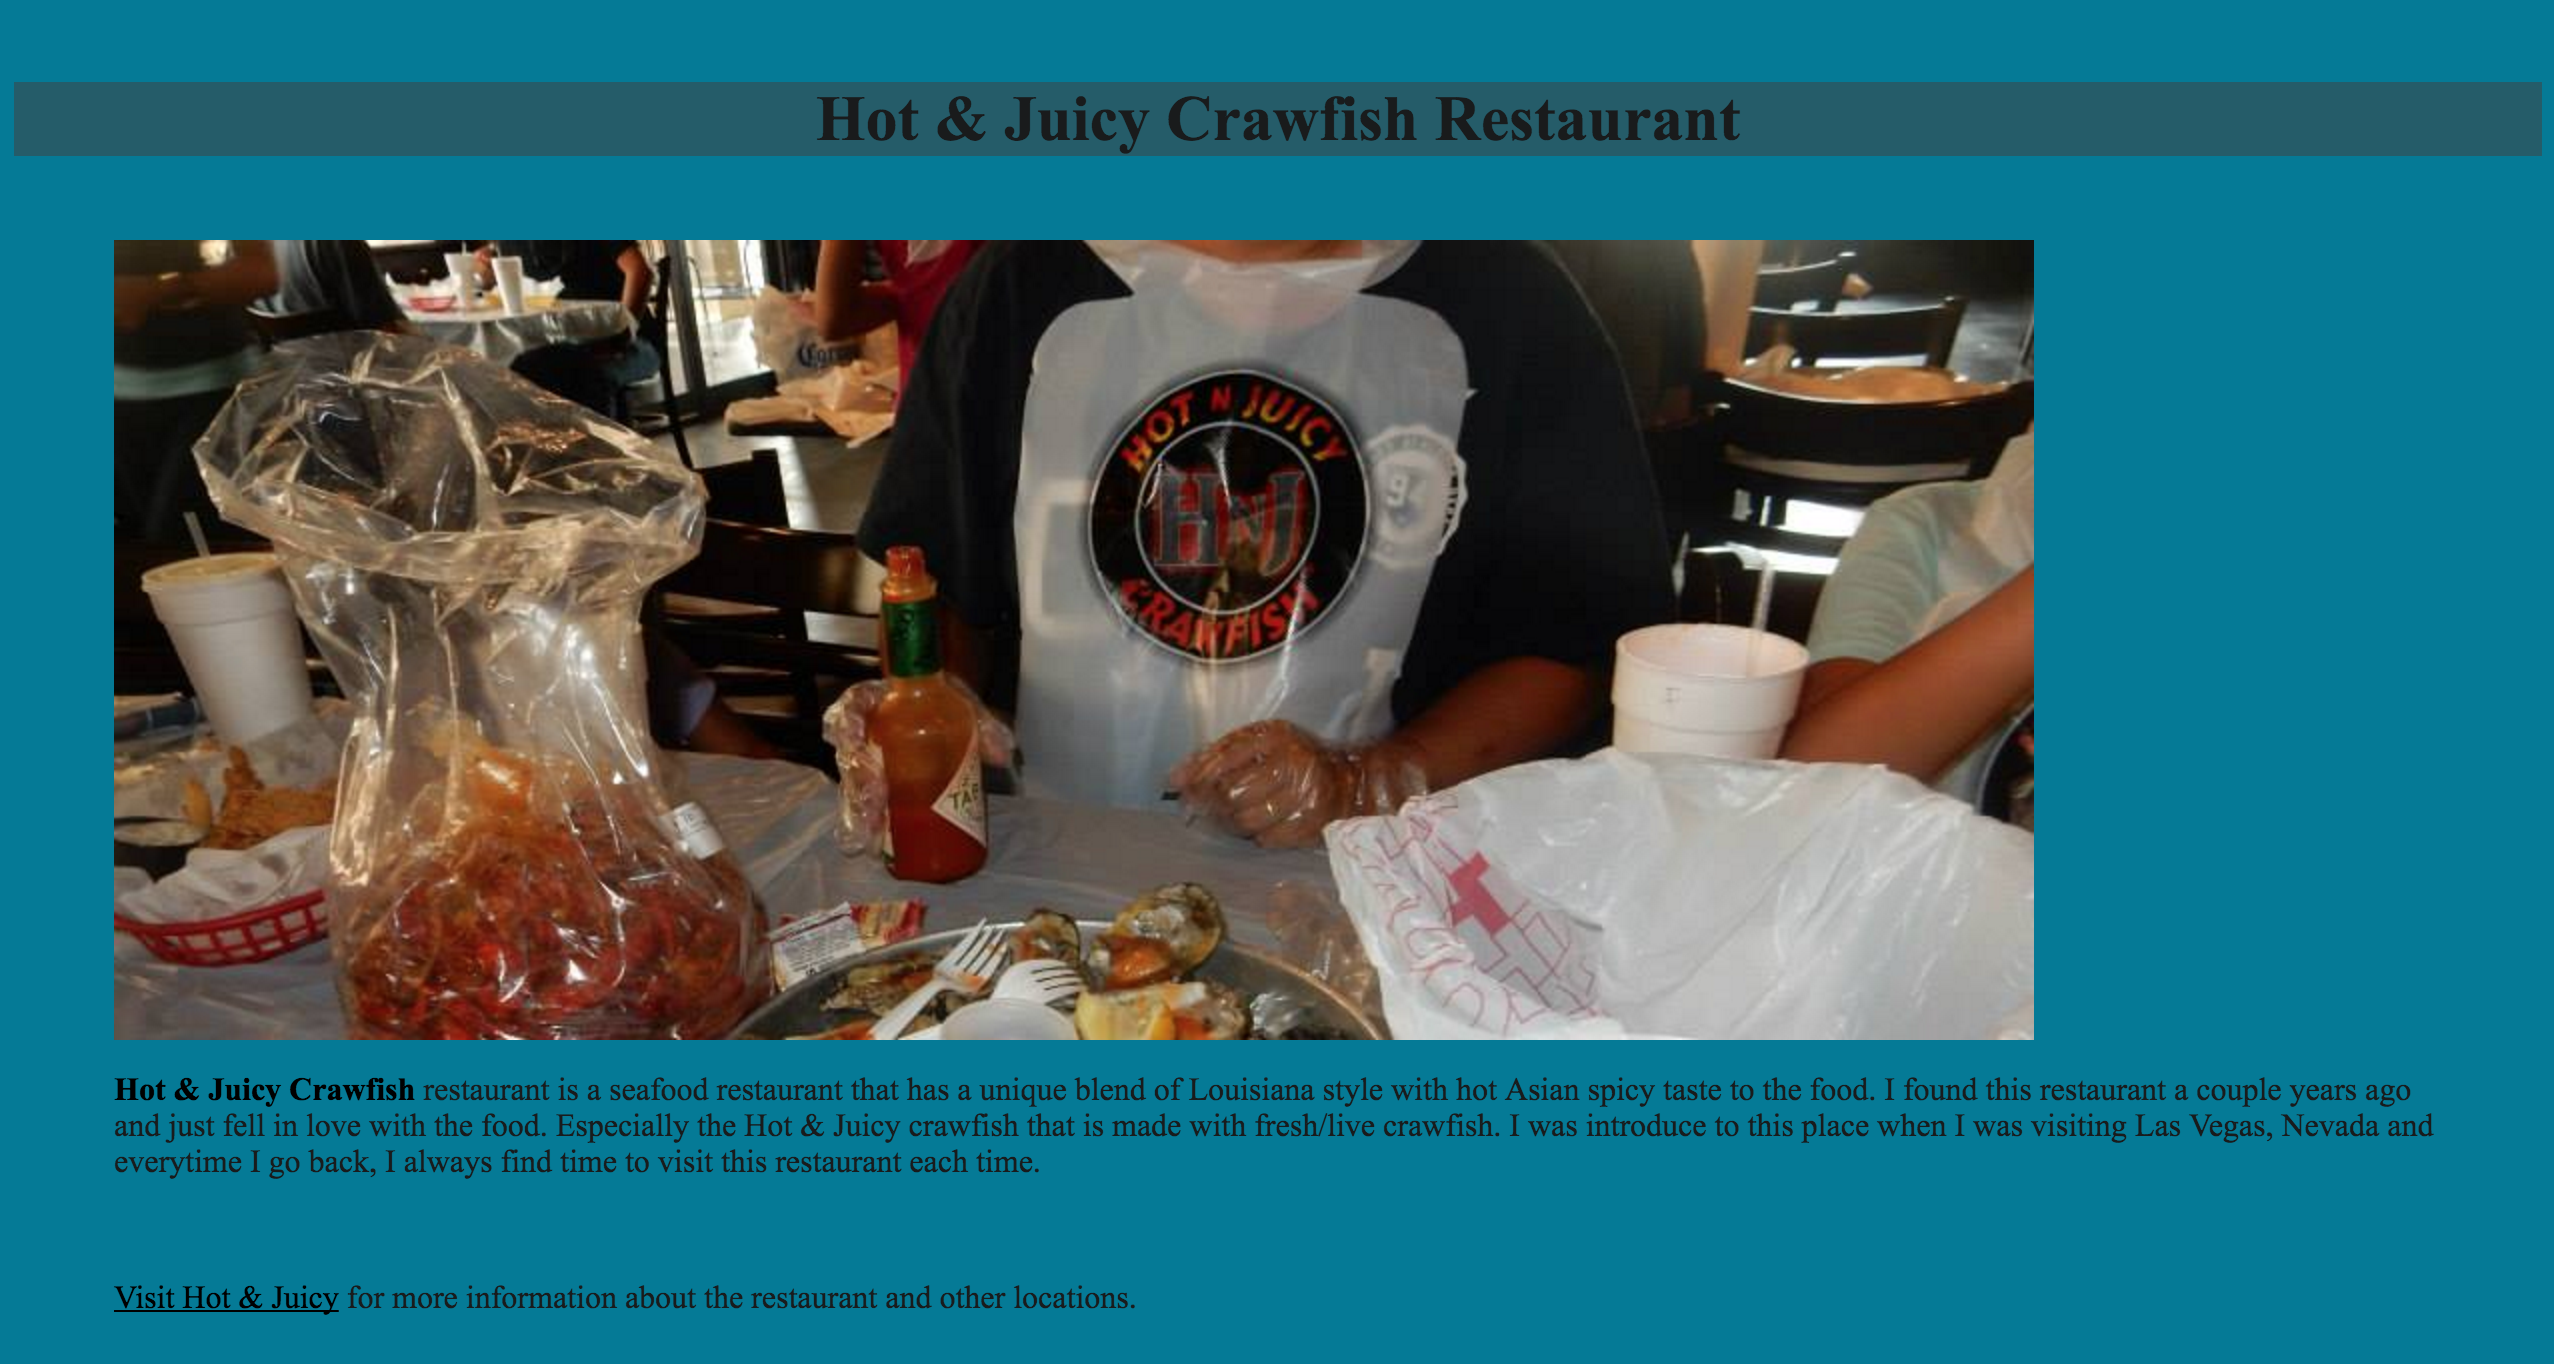 Hot & Juicy Crawfish Restaurant
HOT N JUICY
HNJ
CRAWFISH
Hot & Juicy Crawfish restaurant is a seafood restaurant that has a unique blend of Louisiana style with hot Asian spicy taste to the food. I found this restaurant a couple years ago
and just fell in love with the food. Especially the Hot & Juicy crawfish that is made with fresh/live crawfish. I was introduce to this place when I was visiting Las Vegas, Nevada and
everytime I go back, I always find time to visit this restaurant each time.
Visit Hot & Juicy for more information about the restaurant and other locations.